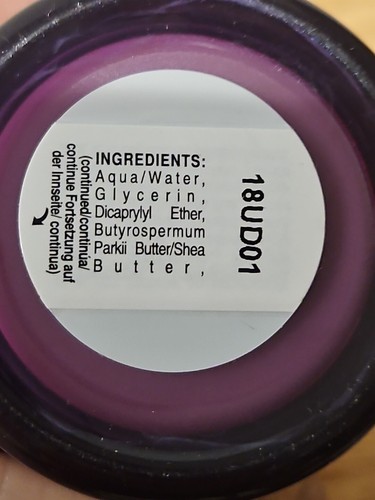 INGREDIENTS:
Aqua/Water,
Glycerin,
Dicaprylyl Ether,
Butyrospermum
Parkii Butter/Shea
Butter,
(continued/continúa/
continue Fortsetzung auf
der Innseite/ continua)
18UD01